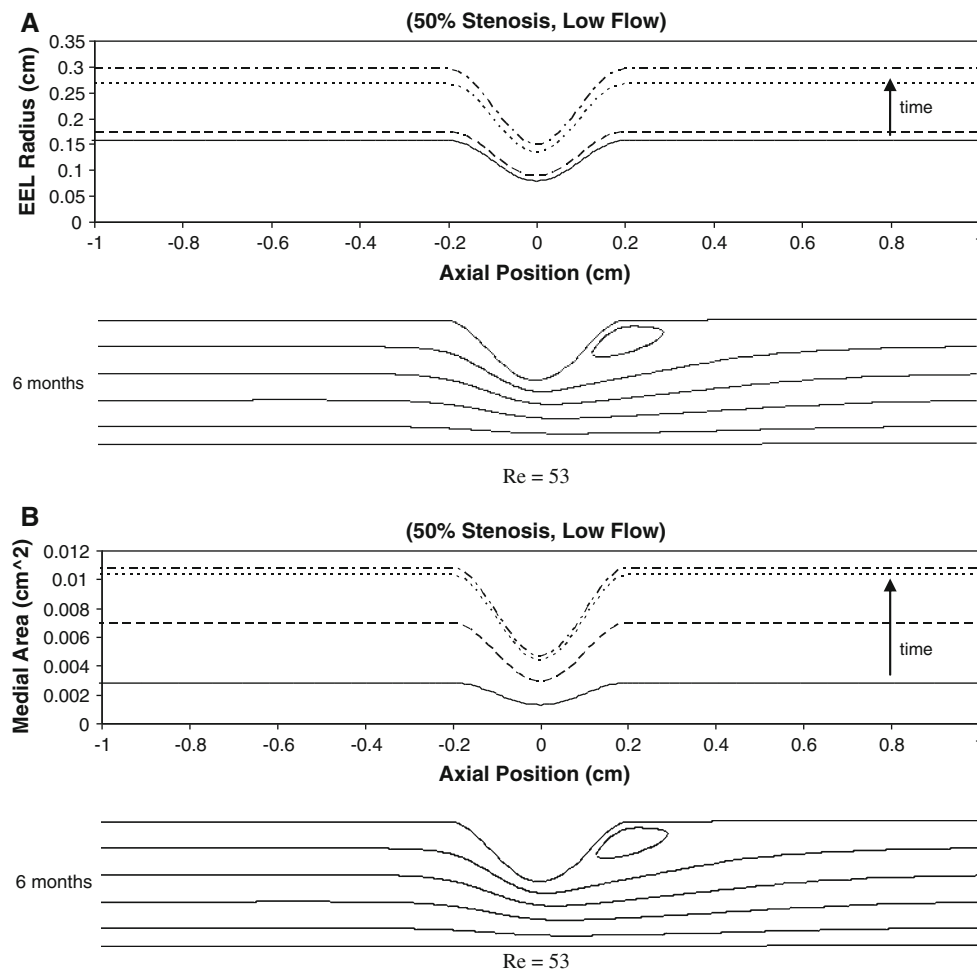 A
(50% Stenosis, Low Flow)
EEL Radius (cm)
0.35
0.3
0.25
0.2
0.15
0.1
0.05
0
time
-1 -0.8 -0.6 -0.4 -0.2 0 0.2 0.4 0.6 0.8 1
Axial Position (cm)
6 months
Re = 53
B
(50% Stenosis, Low Flow)
Medial Area (cm^2)
0.012
0.01
0.008
0.006
0.004
0.002
0
time
-1 -0.8 -0.6 -0.4 -0.2 0 0.2 0.4 0.6 0.8 1
Axial Position (cm)
6 months
Re = 53